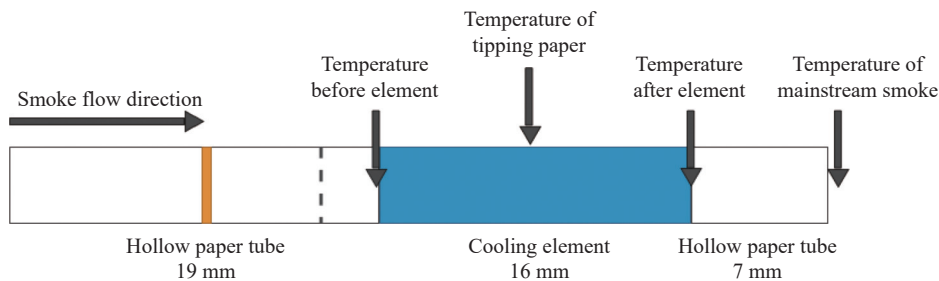 Temperature of
tipping paper
Temperature
before element
Temperature
after element
Temperature of
mainstream smoke
Smoke flow direction
Hollow paper tube
19 mm
Cooling element
16 mm
Hollow paper tube
7 mm